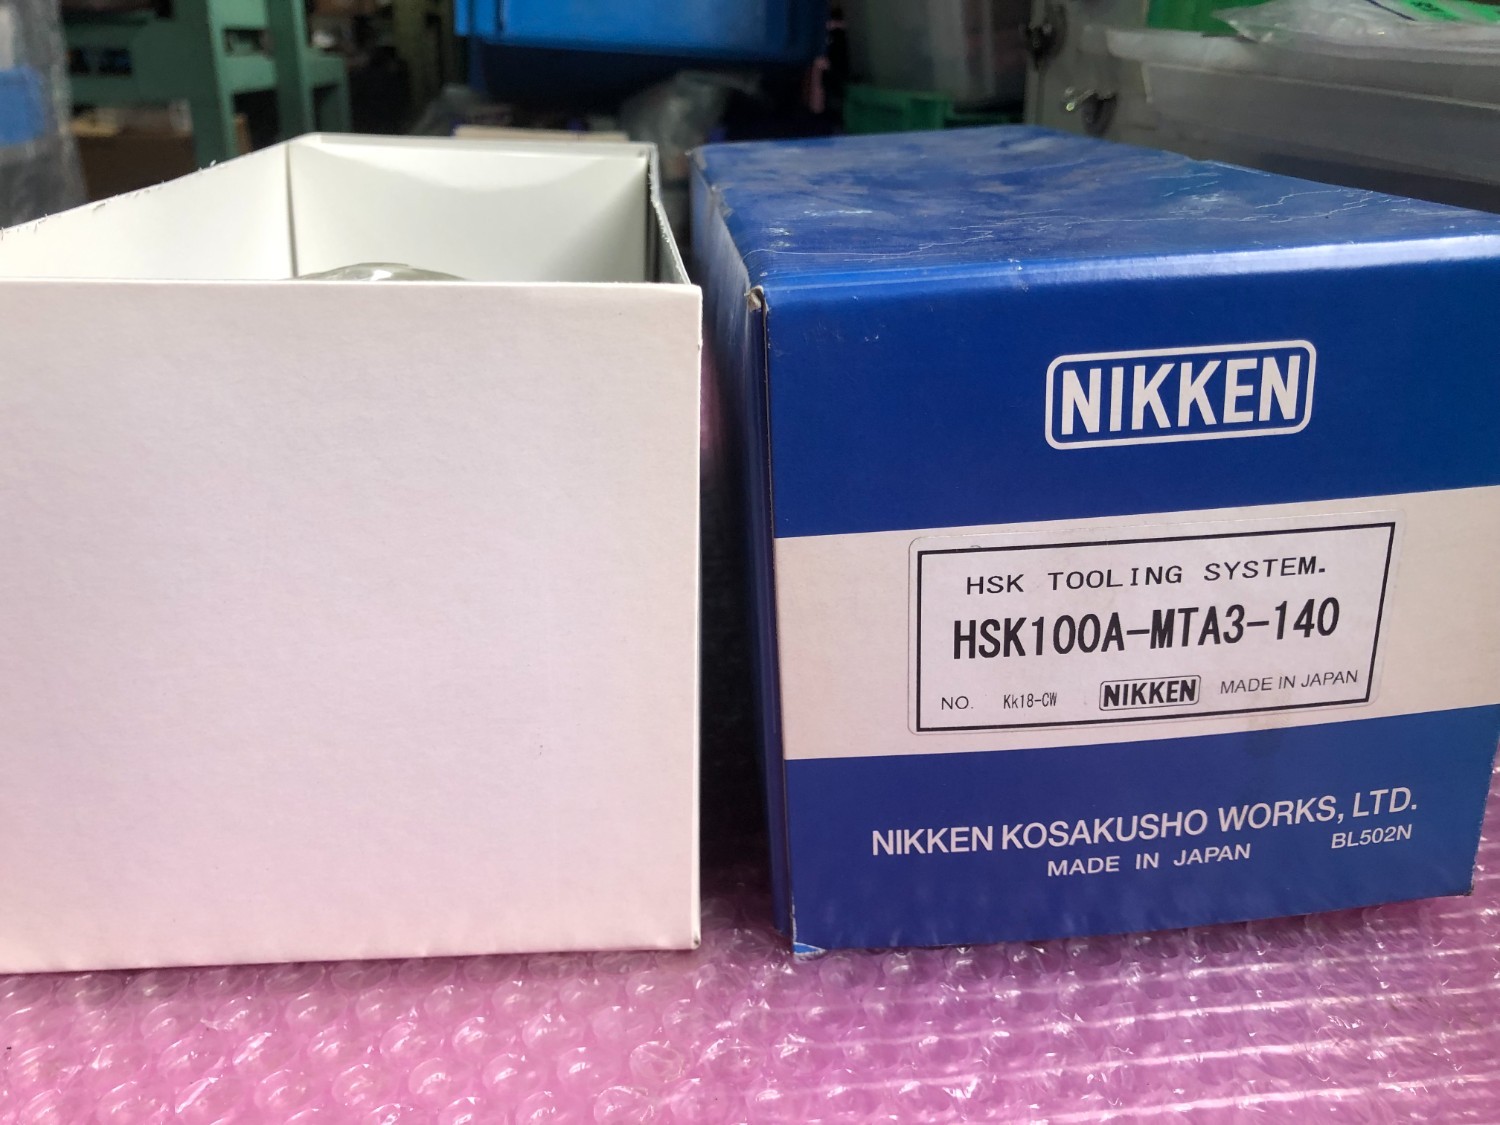 NIKKEN
HSK TOOLING SYSTEM.
HSK100A-MTA3-140
NO. Kk18-CW NIKKEN MADE IN JAPAN
NIKKEN KOSAKUSHO WORKS, LTD.
MADE IN JAPAN BL502N